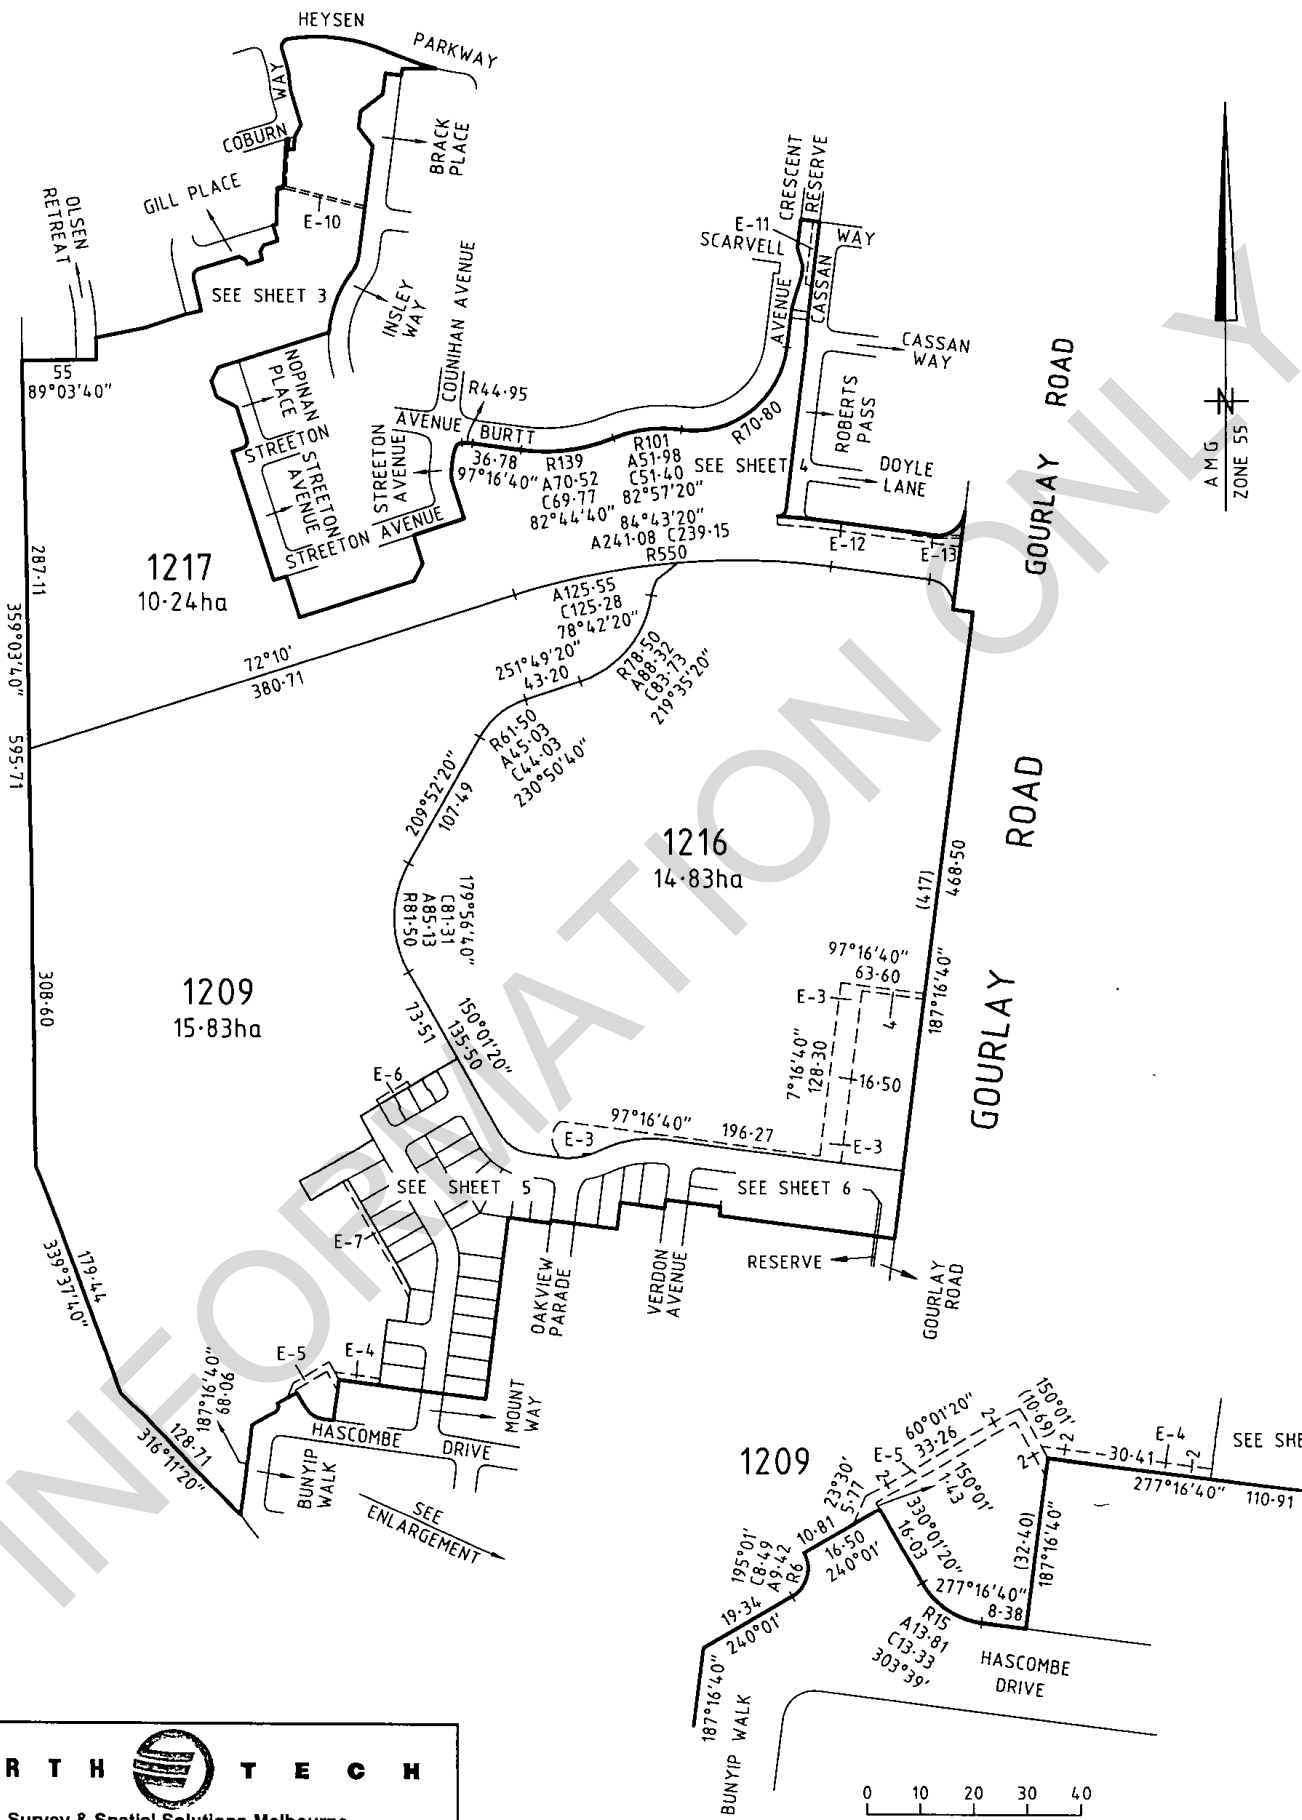 HEYSEN
PARKWAY
WAY
COBURN
BRACK
PLACE
GILL PLACE
OLSEN
RETREAT
E-10
SEE SHEET 3
INSLEY
WAY
COUNIHAN AVENUE
CRESCENT
RESERVE
E-11
SCARVELL
WAY
AVENUE
CASSAN
CASSAN
WAY
ROBERTS
PASS
DOYLE
LANE
GOURLAY ROAD
A M G
ZONE 55
N
55
89°03'40"
NOPINAN
PLACE
STREETON
STREETON
AVENUE
STREETON
AVENUE
STREETON AVENUE
AVENUE
BURTT
R44·95
36·78
97°16'40"
R139
A70·52
C69·77
82°44'40"
R101
A51·98
C51·40
82°57'20"
R70·80
SEE SHEET 4
84°43'20"
A241·08 C239·15
R550
E-12
E-13
287·11
359°03'40"
595·71
308·60
1217
10·24ha
72°10'
380·71
A125·55
C125·28
78°42'20"
251°49'20"
43·20
R78·50
A88·32
C83·73
219°35'20"
R61·50
A45·03
C44·03
230°50'40"
209°52'20"
107·49
179°56'40"
C81·31
A85·13
R81·50
1216
14·83ha
GOURLAY ROAD
(417)
468·50
187°16'40"
97°16'40"
63·60
E-3
4
7°16'40"
128·30
16·50
E-3
1209
15·83ha
73·51
150°01'20"
135·50
E-6
97°16'40"
196·27
E-3
SEE SHEET 5
SEE SHEET 6
E-7
RESERVE
OAKVIEW
PARADE
VERDON
AVENUE
GOURLAY
ROAD
179·44
339°37'40"
E-5
E-4
187°16'40"
68·06
128·71
316°11'20"
HASCOMBE DRIVE
MOUNT
WAY
BUNYIP
WALK
SEE
ENLARGEMENT
1209
60°01'20"
33·26
2
150°01'
(10·69)
2
2
E-4
30·41
2
277°16'40"
110·91
SEE SHE
E-5
2
150°01'
1·43
23°30'
5·77
10·81
16·50
240°01'
330°01'20"
16·03
(32·40)
187°16'40"
277°16'40"
8·38
195°01'
C8·49
A9·42
R6
19·34
240°01'
R15
A13·81
C13·33
303°39'
HASCOMBE
DRIVE
187°16'40"
BUNYIP WALK
0 10 20 30 40
RTH TECH
Survey & Spatial Solutions Melbourne
INFORMATION ONLY